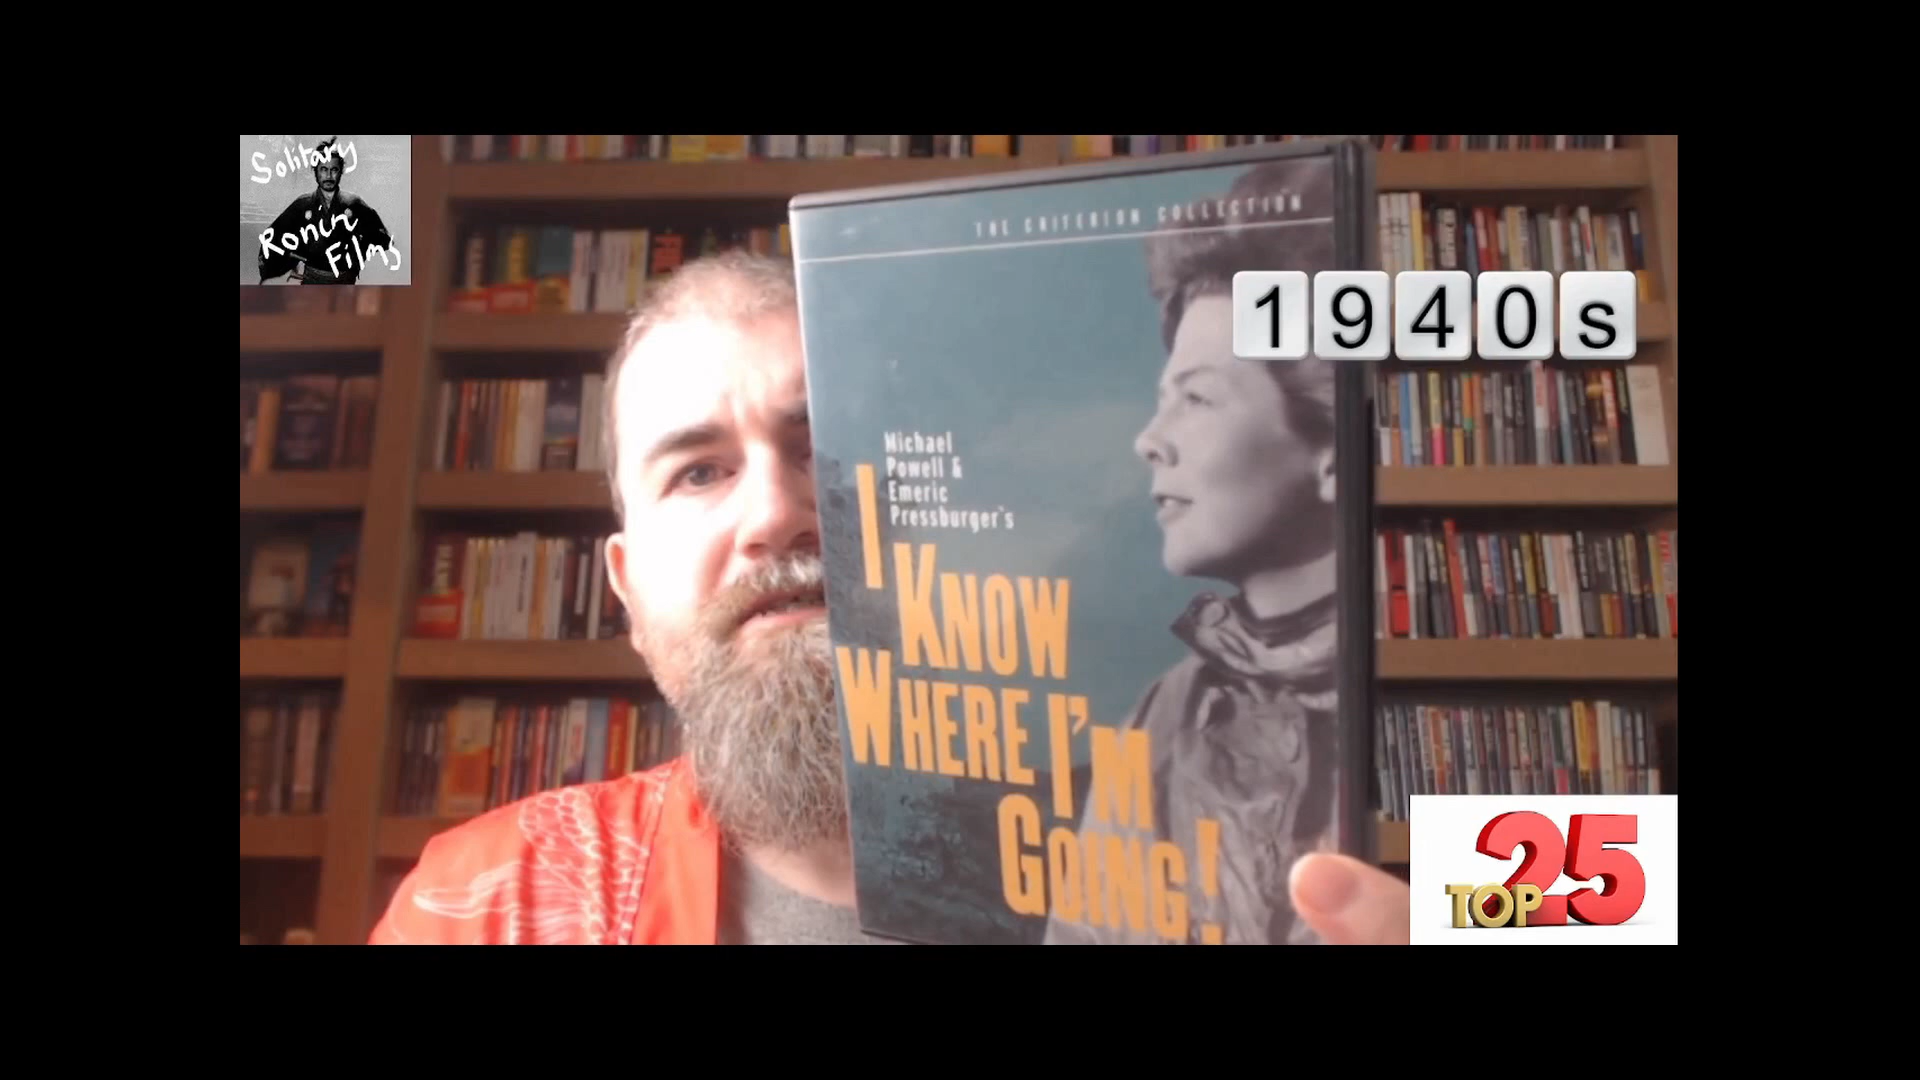 Solitary
Ronin
Films
THE CRITERION COLLECTION
1940s
Michael
Powell &
Emeric
Pressburger's
I
KNOW
WHERE I'M
GOING!
TOP 25